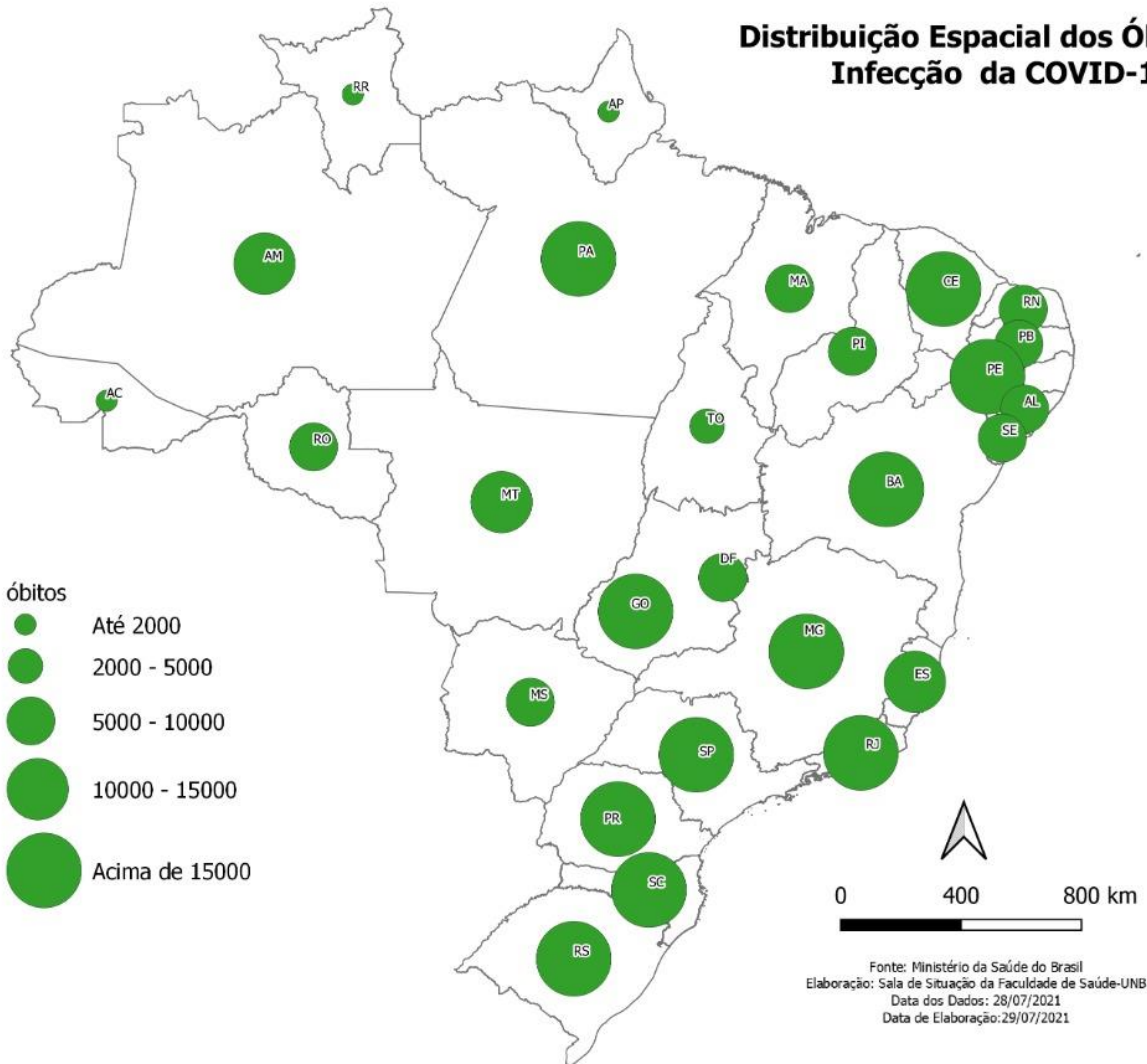 Distribuição Espacial dos
Infecção da COVID-1
RR
AP
AM
PA
MA
CE
RN
PB
PI
PE
AL
AC
TO
SE
RO
BA
MT
DF
GO
MG
ES
MS
RJ
SP
PR
SC
RS
óbitos
Até 2000
2000 - 5000
5000 - 10000
10000 - 15000
Acima de 15000
0 400 800 km
Fonte: Ministério da Saúde do Brasil
Elaboração: Sala de Situação da Faculdade de Saúde-UNB
Data dos Dados: 28/07/2021
Data de Elaboração:29/07/2021